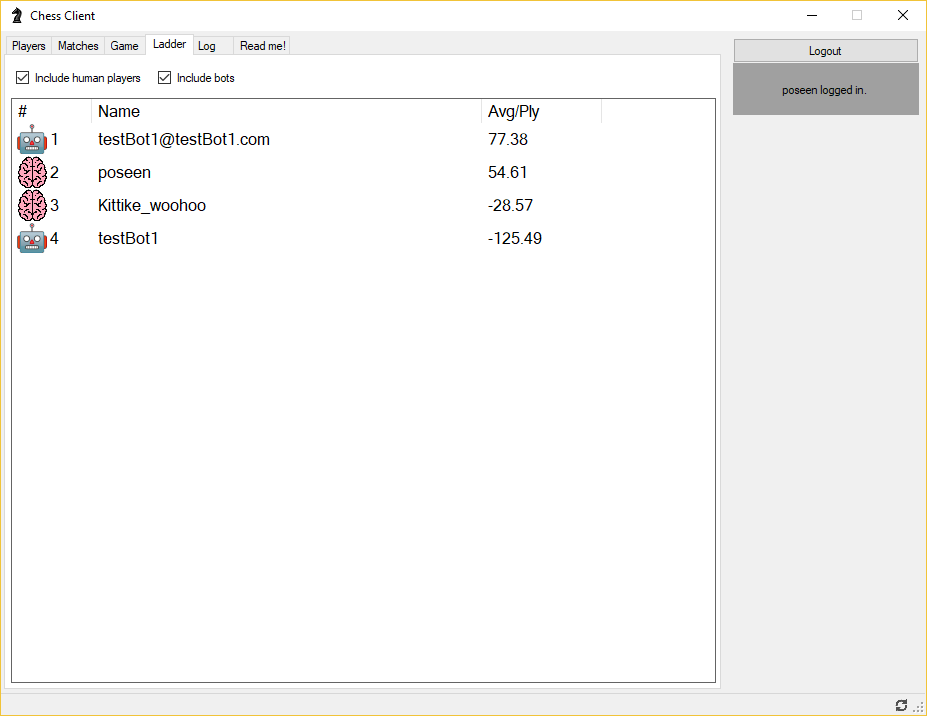 Chess Client
Players Matches Game Ladder Log Read me!
Logout
poseen logged in.
Include human players Include bots
# Name Avg/Ply
1 testBot1@testBot1.com 77.38
2 poseen 54.61
3 Kittike_woohoo -28.57
4 testBot1 -125.49